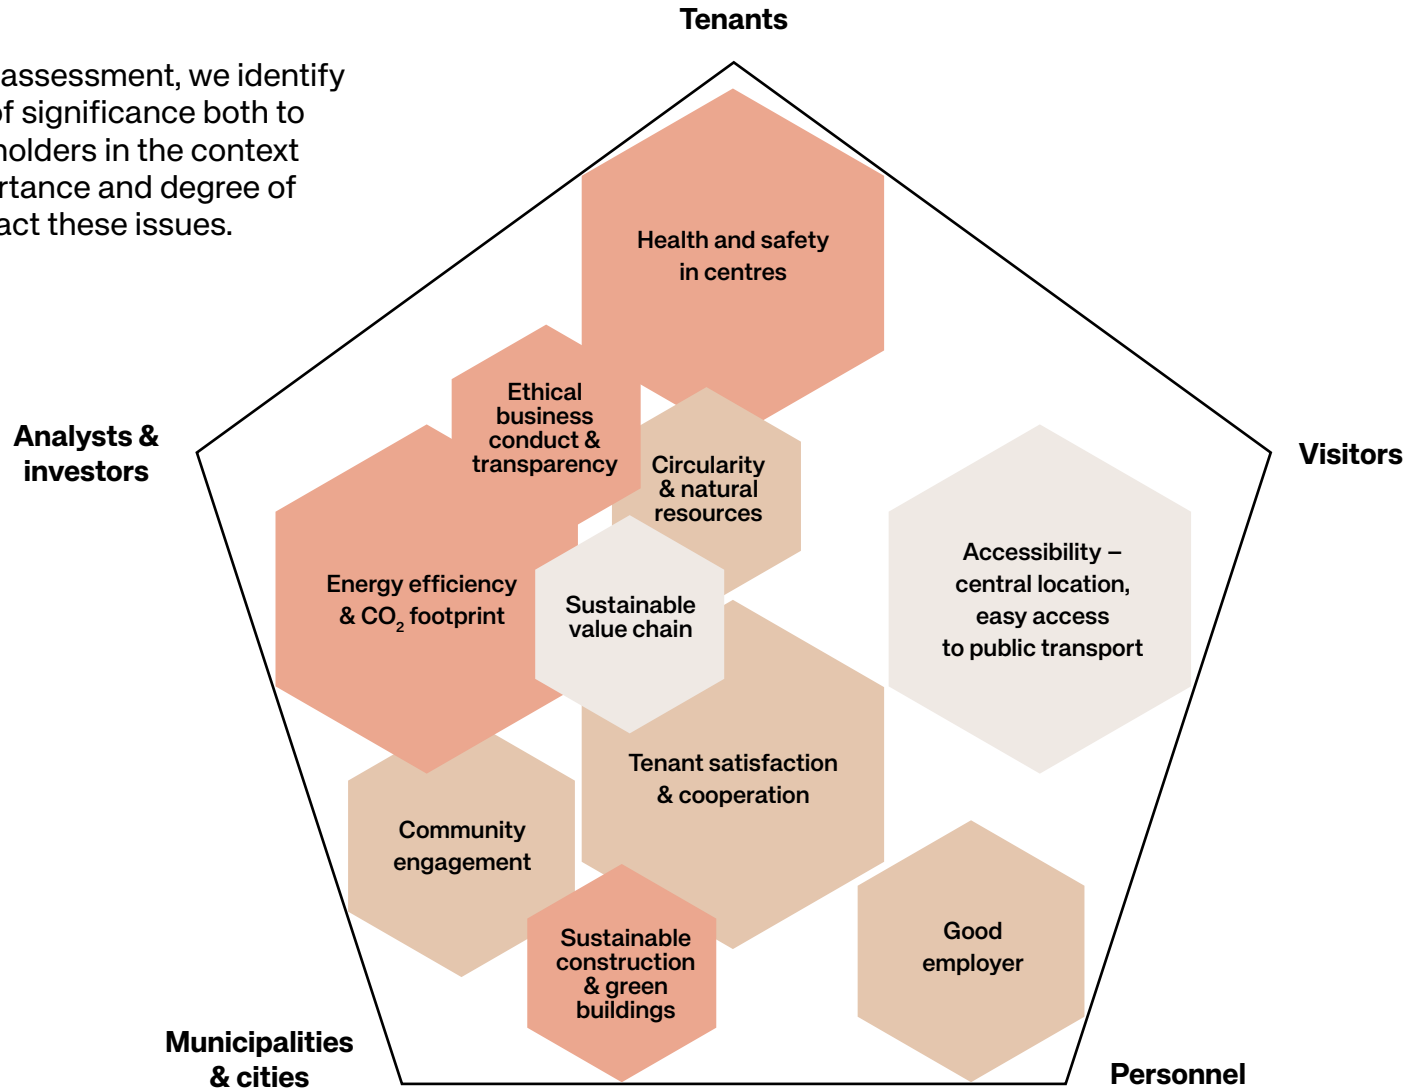 Tenants
assessment, we identify
of significance both to
holders in the context
rtance and degree of
act these issues.
Health and safety
in centres
Ethical
business
conduct &
transparency
Analysts &
investors
Visitors
Circularity
& natural
resources
Accessibility –
central location,
easy access
to public transport
Energy efficiency
& CO₂ footprint
Sustainable
value chain
Tenant satisfaction
& cooperation
Community
engagement
Good
employer
Sustainable
construction
& green
buildings
Municipalities
& cities
Personnel